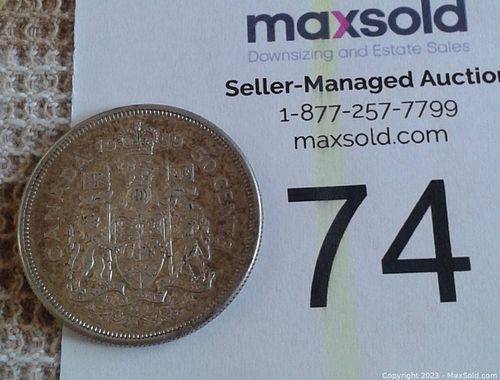 maxsold
Downsizing and Estate Sales
Seller-Managed Auction
1-877-257-7799
maxsold.com
74
CANADA
50 CENTS
Copyright 2023 - MaxSold.com